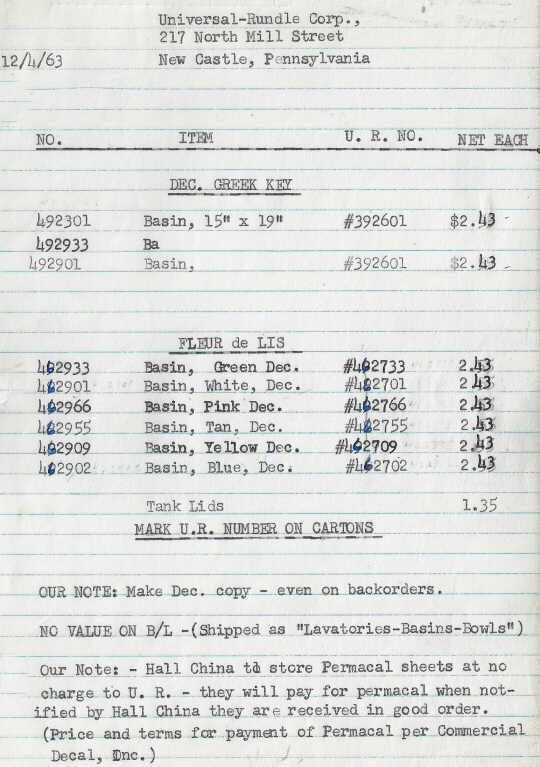 Universal-Rundle Corp.,
217 North Mill Street
12/4/63 New Castle, Pennsylvania
NO. ITEM U. R. NO. NET EACH
DEC. GREEK KEY
492301 Basin, 15" x 19" #392601 $2.43 -
492933 Ba
492901 Basin, #392601 $2.43 -
FLEUR de LIS
462933 Basin, Green Dec. #462733 2.43
462901 Basin, White, Dec. #462701 2.43
462966 Basin, Pink Dec. #462766 2.43
462955 Basin, Tan, Dec. #462755 2.43
462909 Basin, Yellow Dec. #462709 2.43
462902 Basin, Blue, Dec. #462702 2.43
Tank Lids 1.35
MARK U.R. NUMBER ON CARTONS
OUR NOTE: Make Dec. copy - even on backorders.
NO VALUE ON B/L -(Shipped as "Lavatories-Basins-Bowls")
Our Note: - Hall China to store Permacal sheets at no
charge to U. R. - they will pay for permacal when not-
ified by Hall China they are received in good order.
(Price and terms for payment of Permacal per Commercial
Decal, Inc.)